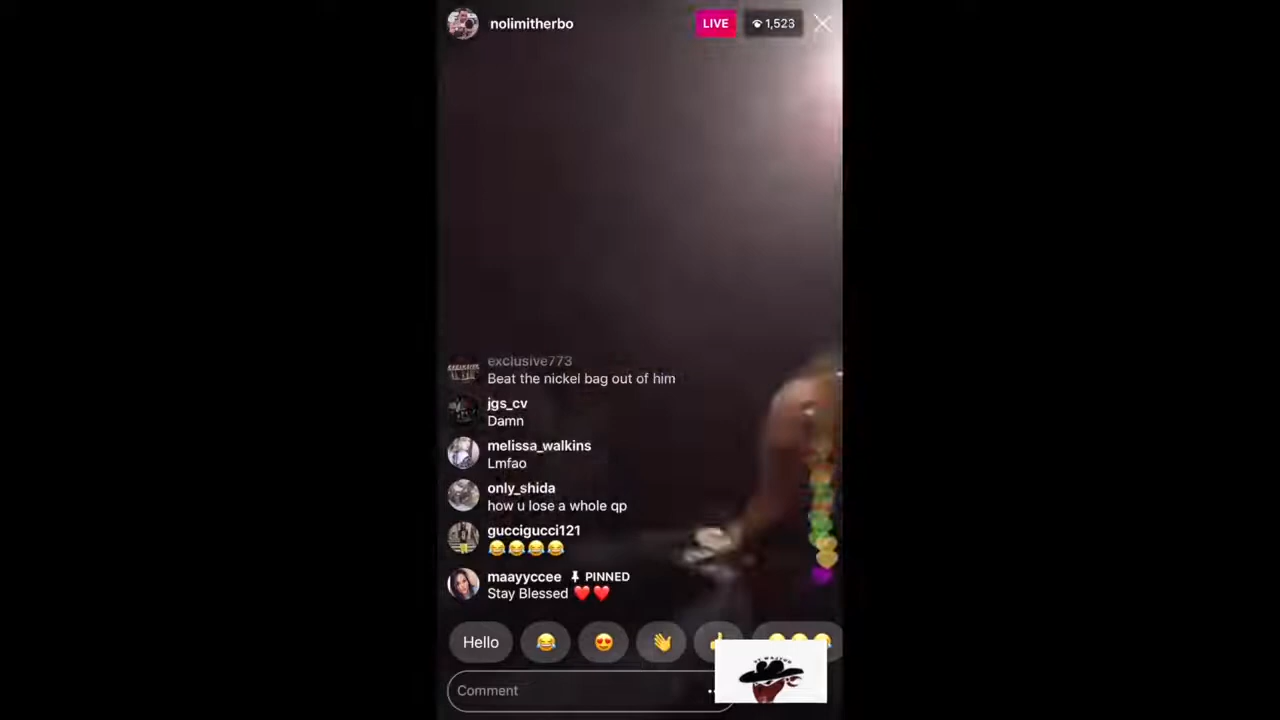 nolimitherbo
LIVE
1,523
exclusive773
Beat the nickel bag out of him
jgs_cv
Damn
melissa_walkins
Lmfao
only_shida
how u lose a whole qp
guccigucci121
😂😂😂😂
maayyccee PINNED
Stay Blessed ❤️❤️
Hello
Comment